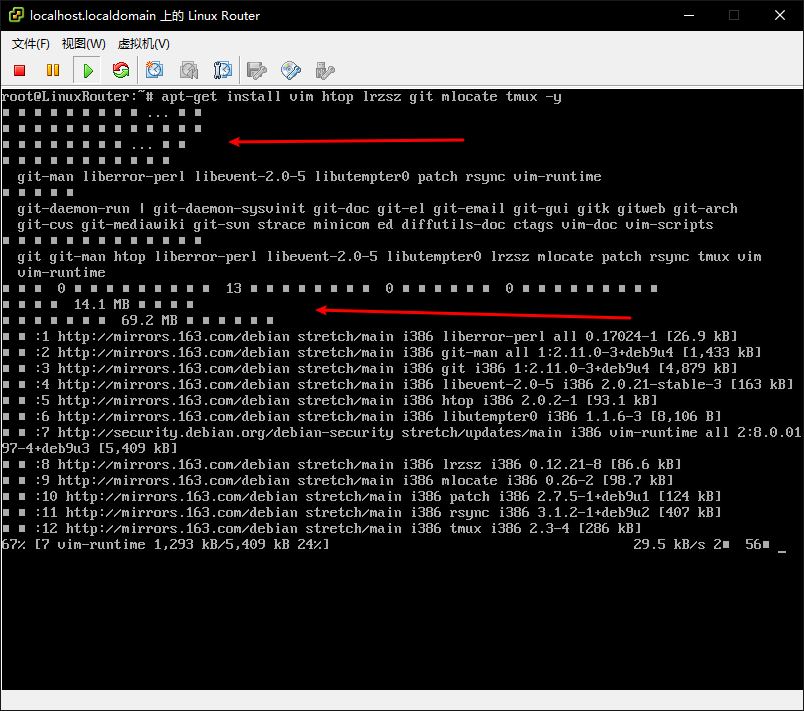 localhost.localdomain 上的 Linux Router
文件(F) 视图(W) 虚拟机(V)
root@LinuxRouter:~# apt-get install vim htop lrzsz git mlocate tmux -y
■ ■ ■ ■ ■ ■ ■ ■ ■ ... ■ ■
■ ■ ■ ■ ■ ■ ■ ■ ■ ■ ■ ■ ■
■ ■ ■ ■ ■ ■ ■ ■ ... ■ ■
■ ■ ■ ■ ■ ■ ■ ■ ■ ■ ■
git-man liberror-perl libevent-2.0-5 libutempter0 patch rsync vim-runtime
■ ■ ■ ■ ■
git-daemon-run | git-daemon-sysvinit git-doc git-el git-email git-gui gitk gitweb git-arch
git-cvs git-mediawiki git-svn strace minicom ed diffutils-doc ctags vim-doc vim-scripts
■ ■ ■ ■ ■ ■ ■ ■ ■ ■ ■ ■ ■
git git-man htop liberror-perl libevent-2.0-5 libutempter0 lrzsz mlocate patch rsync tmux vim
vim-runtime
■ ■ ■ 0 ■ ■ ■ ■ ■ ■ ■ ■ ■ 13 ■ ■ ■ ■ ■ ■ ■ ■ 0 ■ ■ ■ ■ ■ ■ 0 ■ ■ ■ ■ ■ ■ ■ ■ ■
■ ■ ■ ■ 14.1 MB ■ ■ ■ ■
■ ■ ■ ■ ■ ■ ■ 69.2 MB ■ ■ ■ ■ ■ ■
■ ■ :1 http://mirrors.163.com/debian stretch/main i386 liberror-perl all 0.17024-1 [26.9 kB]
■ ■ :2 http://mirrors.163.com/debian stretch/main i386 git-man all 1:2.11.0-3+deb9u4 [1,433 kB]
■ ■ :3 http://mirrors.163.com/debian stretch/main i386 git i386 1:2.11.0-3+deb9u4 [4,879 kB]
■ ■ :4 http://mirrors.163.com/debian stretch/main i386 libevent-2.0-5 i386 2.0.21-stable-3 [163 kB]
■ ■ :5 http://mirrors.163.com/debian stretch/main i386 htop i386 2.0.2-1 [93.1 kB]
■ ■ :6 http://mirrors.163.com/debian stretch/main i386 libutempter0 i386 1.1.6-3 [8,106 B]
■ ■ :7 http://security.debian.org/debian-security stretch/updates/main i386 vim-runtime all 2:8.0.01
97-4+deb9u3 [5,409 kB]
■ ■ :8 http://mirrors.163.com/debian stretch/main i386 lrzsz i386 0.12.21-8 [86.6 kB]
■ ■ :9 http://mirrors.163.com/debian stretch/main i386 mlocate i386 0.26-2 [98.7 kB]
■ ■ :10 http://mirrors.163.com/debian stretch/main i386 patch i386 2.7.5-1+deb9u1 [124 kB]
■ ■ :11 http://mirrors.163.com/debian stretch/main i386 rsync i386 3.1.2-1+deb9u2 [407 kB]
■ ■ :12 http://mirrors.163.com/debian stretch/main i386 tmux i386 2.3-4 [286 kB]
67% [7 vim-runtime 1,293 kB/5,409 kB 24%] 29.5 kB/s 2■ 56■ _